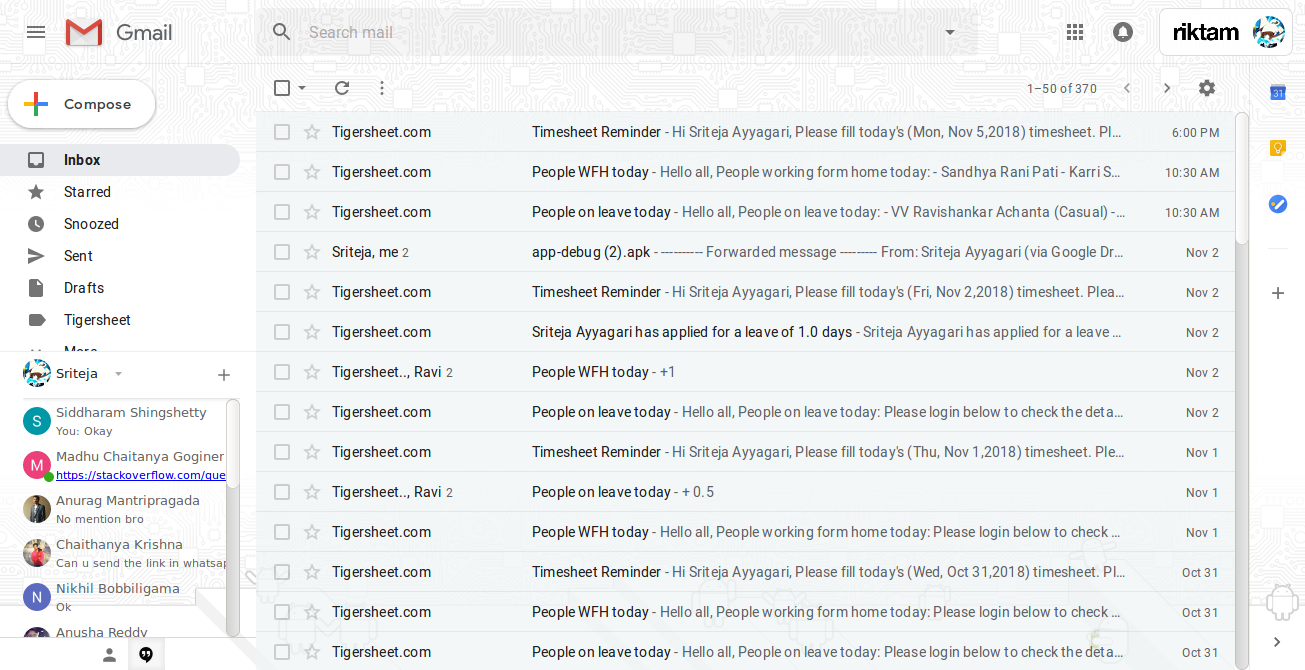 Gmail
Search mail
riktam
Compose
1–50 of 370
31
Inbox
Starred
Snoozed
Sent
Drafts
Tigersheet
More
Tigersheet.com Timesheet Reminder - Hi Sriteja Ayyagari, Please fill today's (Mon, Nov 5,2018) timesheet. Pl… 6:00 PM
Tigersheet.com People WFH today - Hello all, People working form home today: - Sandhya Rani Pati - Karri S… 10:30 AM
Tigersheet.com People on leave today - Hello all, People on leave today: - VV Ravishankar Achanta (Casual) -… 10:30 AM
Sriteja, me 2 app-debug (2).apk - ---------- Forwarded message --------- From: Sriteja Ayyagari (via Google Dr… Nov 2
Tigersheet.com Timesheet Reminder - Hi Sriteja Ayyagari, Please fill today's (Fri, Nov 2,2018) timesheet. Plea… Nov 2
Tigersheet.com Sriteja Ayyagari has applied for a leave of 1.0 days - Sriteja Ayyagari has applied for a leave … Nov 2
Tigersheet.., Ravi 2 People WFH today - +1 Nov 2
Tigersheet.com People on leave today - Hello all, People on leave today: Please login below to check the deta… Nov 2
Tigersheet.com Timesheet Reminder - Hi Sriteja Ayyagari, Please fill today's (Thu, Nov 1,2018) timesheet. Ple… Nov 1
Tigersheet.., Ravi 2 People on leave today - + 0.5 Nov 1
Tigersheet.com People WFH today - Hello all, People working form home today: Please login below to check … Nov 1
Tigersheet.com Timesheet Reminder - Hi Sriteja Ayyagari, Please fill today's (Wed, Oct 31,2018) timesheet. Pl… Oct 31
Tigersheet.com People WFH today - Hello all, People working form home today: Please login below to check … Oct 31
Tigersheet.com People on leave today - Hello all, People on leave today: Please login below to check the deta… Oct 31
Sriteja
S Siddharam Shingshetty
You: Okay
M Madhu Chaitanya Goginer
https://stackoverflow.com/que
Anurag Mantripragada
No mention bro
Chaithanya Krishna
Can u send the link in whatsap
N Nikhil Bobbiligama
Ok
Anusha Reddy